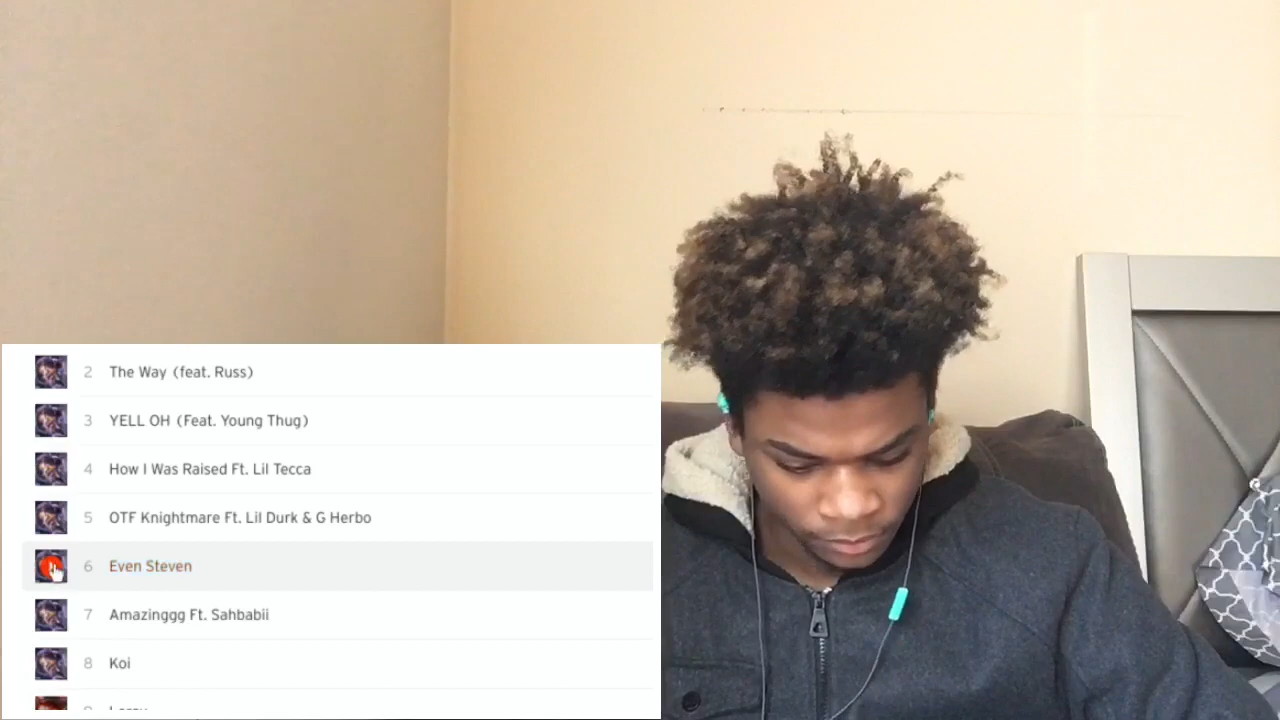 2 The Way (feat. Russ)
3 YELL OH (Feat. Young Thug)
4 How I Was Raised Ft. Lil Tecca
5 OTF Knightmare Ft. Lil Durk & G Herbo
6 Even Steven
7 Amazinggg Ft. Sahbabii
8 Koi